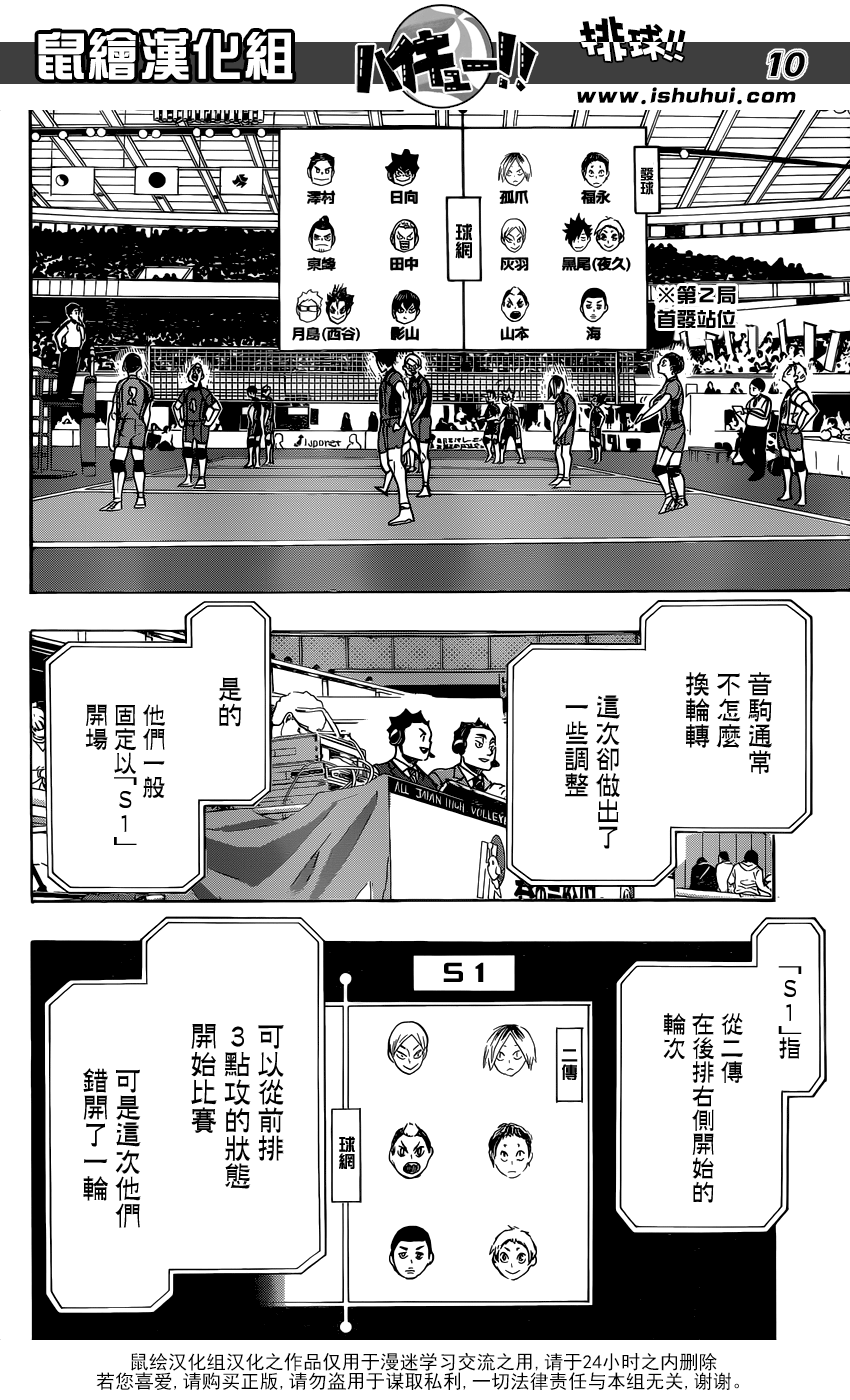 鼠繪漢化組
ハイキュー!!
排球!!
10
www.ishuhui.com
澤村
日向
孤爪
福永
發球
東峰
田中
球網
灰羽
黑尾(夜久)
月島(西谷)
影山
山本
海
※第2局
首發站位
音駒通常
不怎麼
換輪轉
這次卻做出了
一些調整
ALL JAPAN HIGH VOLLEY
是的
他們一般
固定以「S1」
開場
「S1」指
從二傳
在後排右側開始的
輪次
S1
二傳
球網
可以從前排
3點攻的狀態
開始比賽
可是這次他們
錯開了一輪
鼠绘汉化组汉化之作品仅用于漫迷学习交流之用,请于24小时之内删除
若您喜爱,请购买正版,请勿盗用于谋取私利,一切法律责任与本组无关,谢谢。